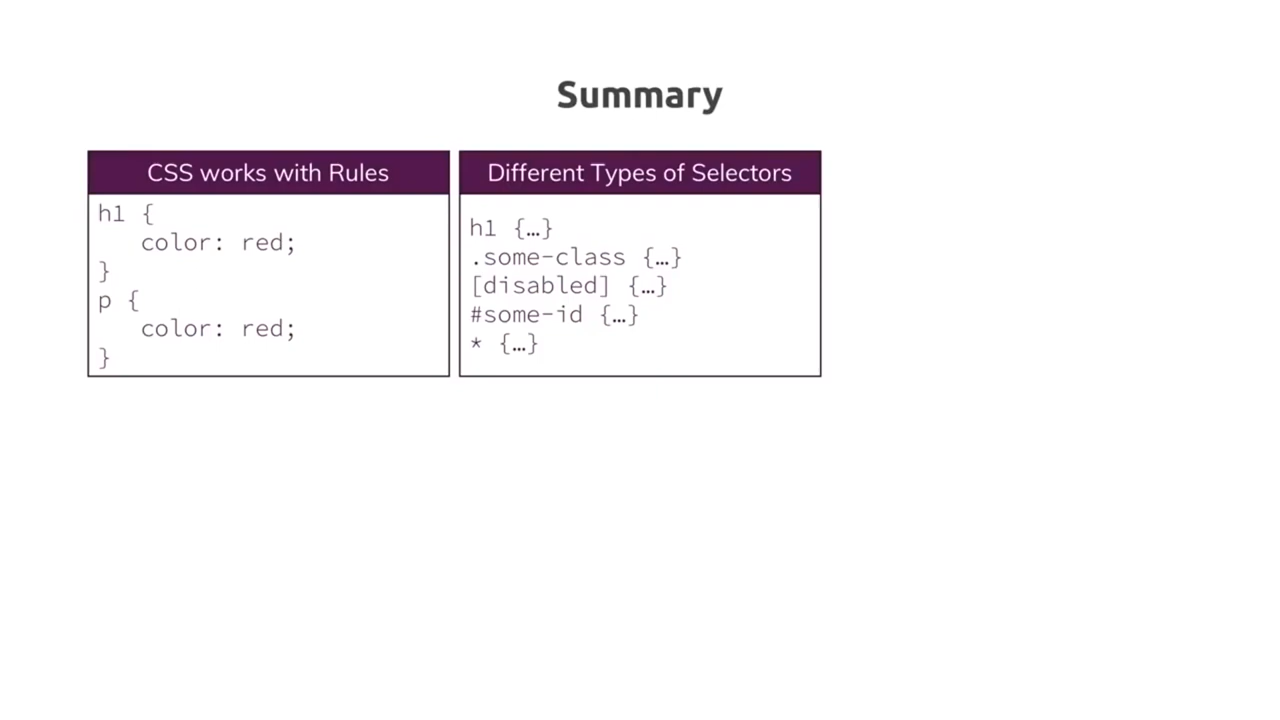 Summary
CSS works with Rules
h1 {
   color: red;
}
p {
   color: red;
}
Different Types of Selectors
h1 {…}
.some-class {…}
[disabled] {…}
#some-id {…}
* {…}